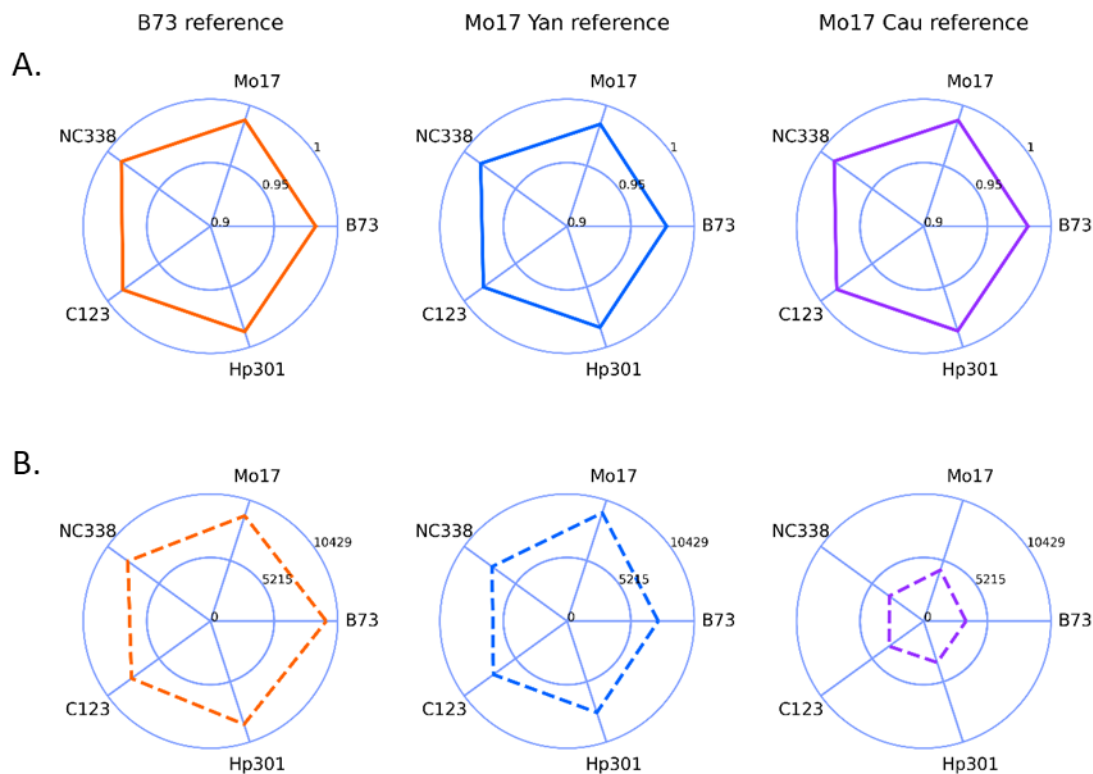 B73 reference
Mo17 Yan reference
Mo17 Cau reference
A.
Mo17
NC338
1
0.95
0.9
B73
C123
Hp301
Mo17
NC338
1
0.95
0.9
B73
C123
Hp301
Mo17
NC338
1
0.95
0.9
B73
C123
Hp301
B.
Mo17
NC338
10429
5215
0
B73
C123
Hp301
Mo17
NC338
10429
5215
0
B73
C123
Hp301
Mo17
NC338
10429
5215
0
B73
C123
Hp301